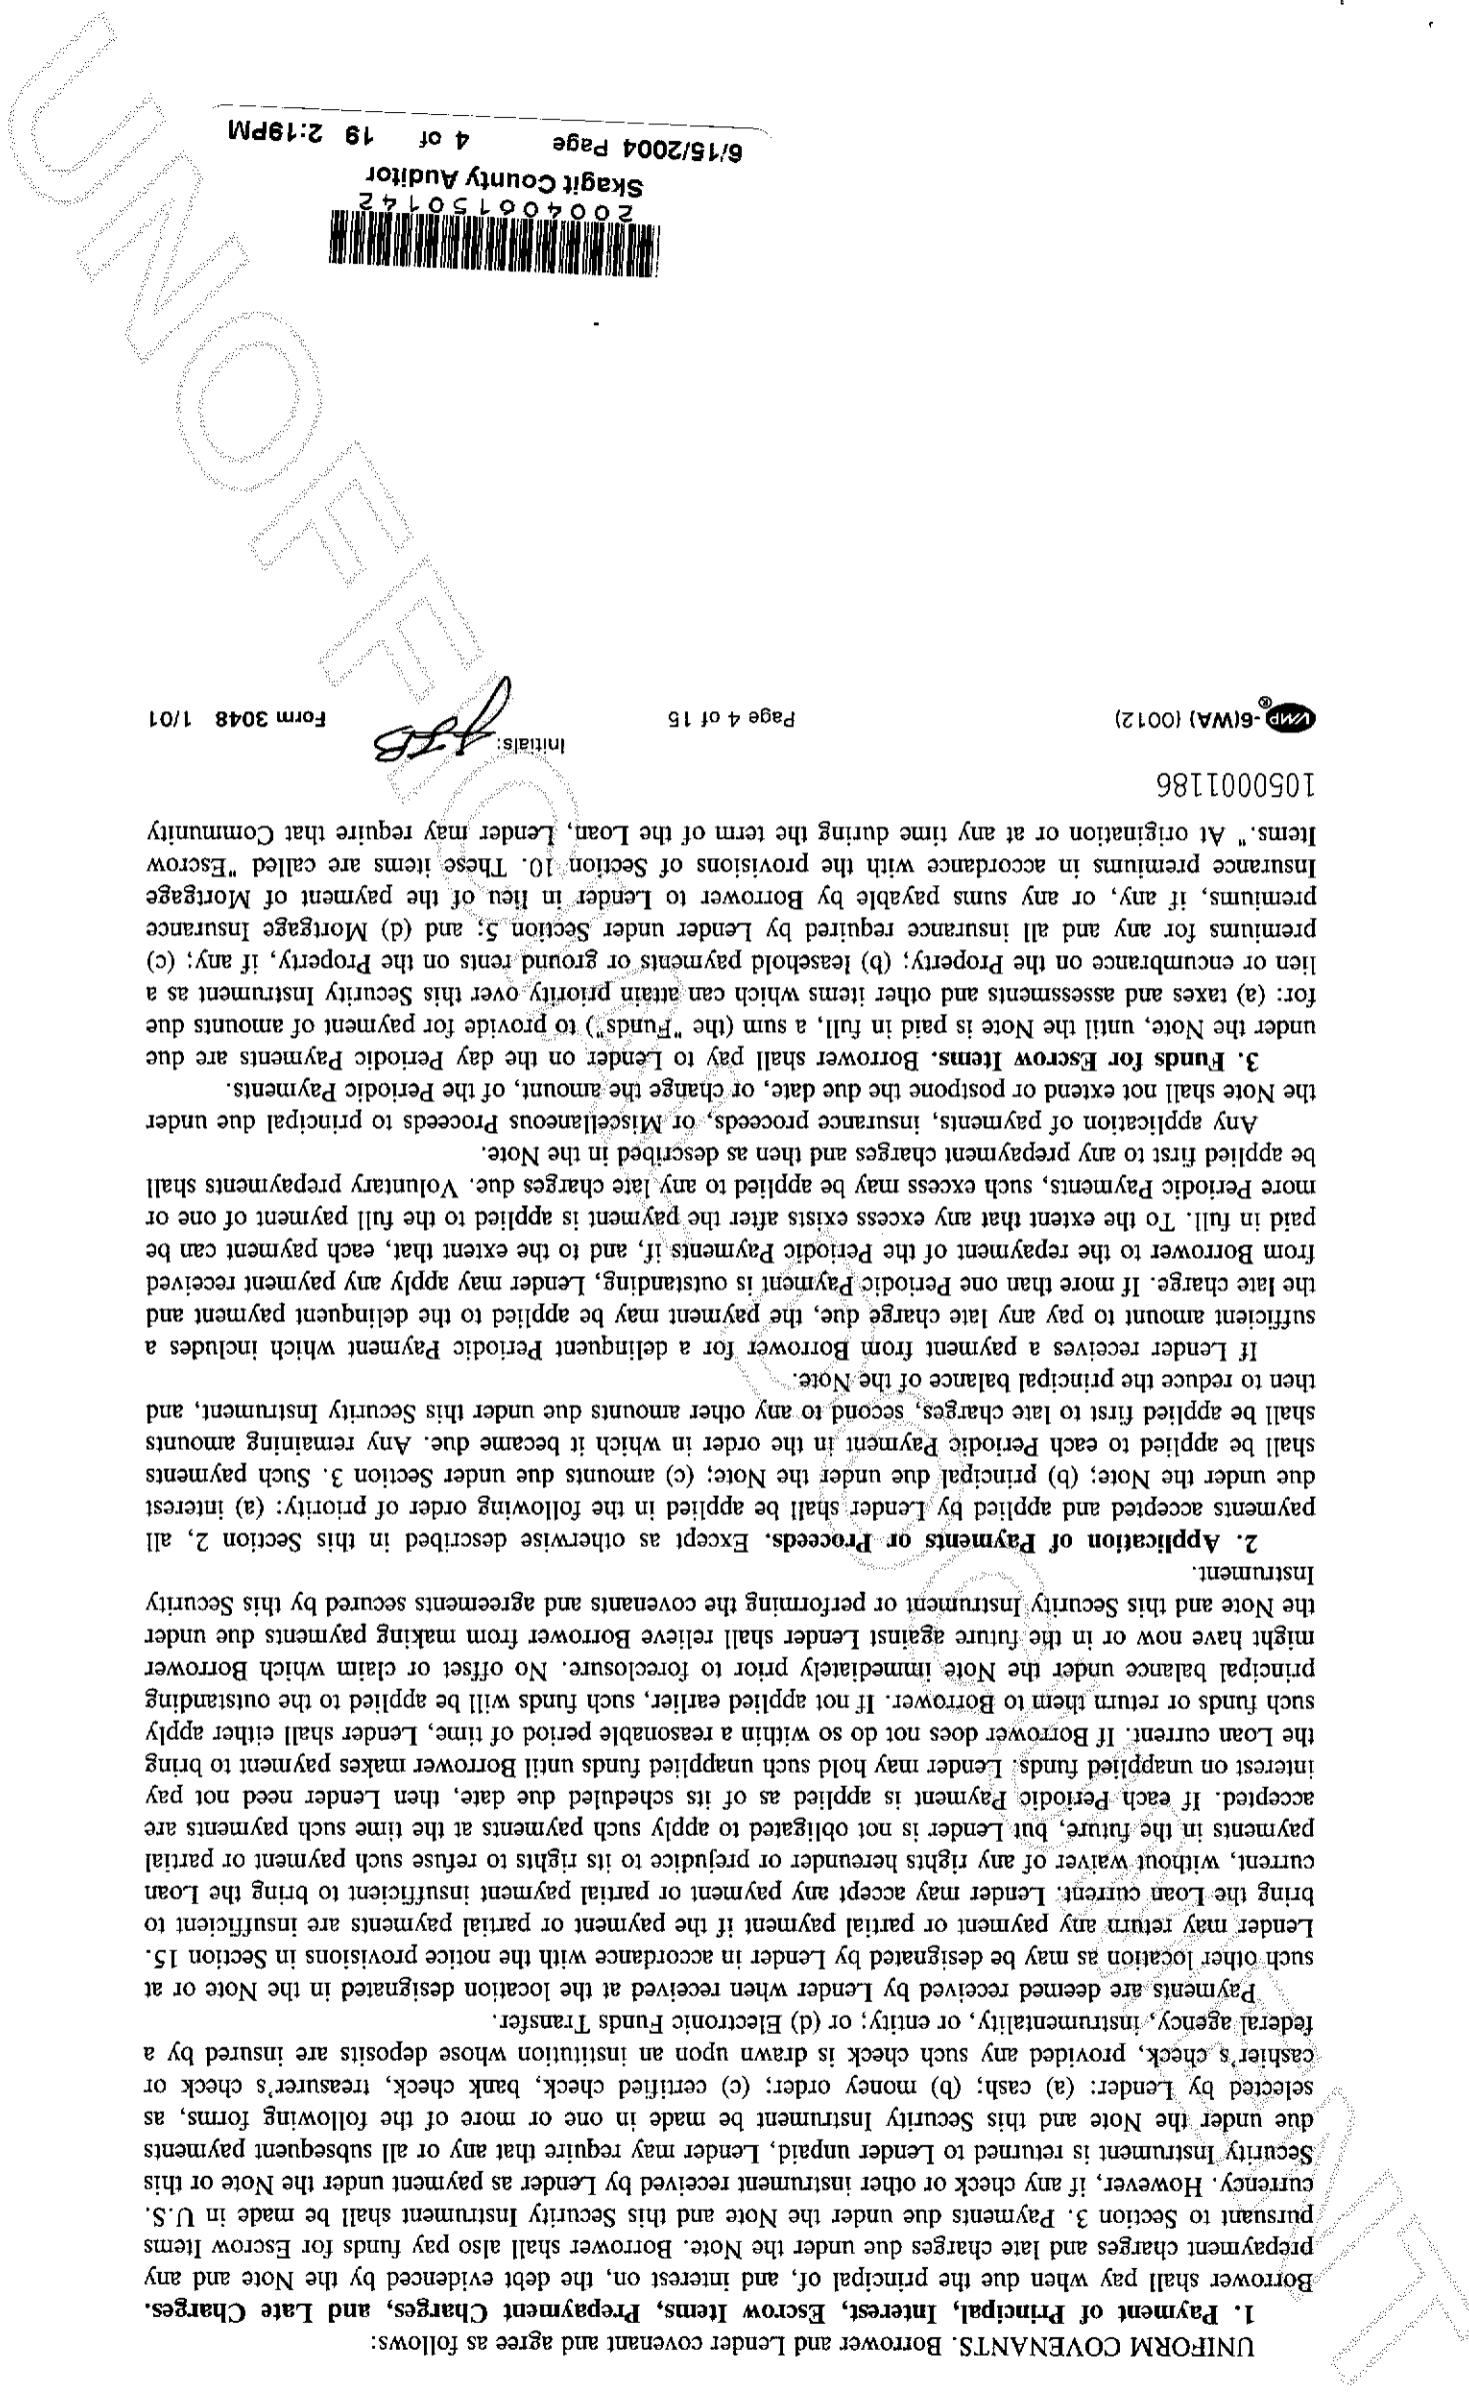 UNIFORM COVENANTS. Borrower and Lender covenant and agree as follows:
1. Payment of Principal, Interest, Escrow Items, Prepayment Charges, and Late Charges.
Borrower shall pay when due the principal of, and interest on, the debt evidenced by the Note and any
prepayment charges and late charges due under the Note. Borrower shall also pay funds for Escrow Items
pursuant to Section 3. Payments due under the Note and this Security Instrument shall be made in U.S.
currency. However, if any check or other instrument received by Lender as payment under the Note or this
Security Instrument is returned to Lender unpaid, Lender may require that any or all subsequent payments
due under the Note and this Security Instrument be made in one or more of the following forms, as
selected by Lender: (a) cash; (b) money order; (c) certified check, bank check, treasurer's check or
cashier's check, provided any such check is drawn upon an institution whose deposits are insured by a
federal agency, instrumentality, or entity; or (d) Electronic Funds Transfer.
Payments are deemed received by Lender when received at the location designated in the Note or at
such other location as may be designated by Lender in accordance with the notice provisions in Section 15.
Lender may return any payment or partial payment if the payment or partial payments are insufficient to
bring the Loan current. Lender may accept any payment or partial payment insufficient to bring the Loan
current, without waiver of any rights hereunder or prejudice to its rights to refuse such payment or partial
payments in the future, but Lender is not obligated to apply such payments at the time such payments are
accepted. If each Periodic Payment is applied as of its scheduled due date, then Lender need not pay
interest on unapplied funds. Lender may hold such unapplied funds until Borrower makes payment to bring
the Loan current. If Borrower does not do so within a reasonable period of time, Lender shall either apply
such funds or return them to Borrower. If not applied earlier, such funds will be applied to the outstanding
principal balance under the Note immediately prior to foreclosure. No offset or claim which Borrower
might have now or in the future against Lender shall relieve Borrower from making payments due under
the Note and this Security Instrument or performing the covenants and agreements secured by this Security
Instrument.
2. Application of Payments or Proceeds. Except as otherwise described in this Section 2, all
payments accepted and applied by Lender shall be applied in the following order of priority: (a) interest
due under the Note; (b) principal due under the Note; (c) amounts due under Section 3. Such payments
shall be applied to each Periodic Payment in the order in which it became due. Any remaining amounts
shall be applied first to late charges, second to any other amounts due under this Security Instrument, and
then to reduce the principal balance of the Note.
If Lender receives a payment from Borrower for a delinquent Periodic Payment which includes a
sufficient amount to pay any late charge due, the payment may be applied to the delinquent payment and
the late charge. If more than one Periodic Payment is outstanding, Lender may apply any payment received
from Borrower to the repayment of the Periodic Payments if, and to the extent that, each payment can be
paid in full. To the extent that any excess exists after the payment is applied to the full payment of one or
more Periodic Payments, such excess may be applied to any late charges due. Voluntary prepayments shall
be applied first to any prepayment charges and then as described in the Note.
Any application of payments, insurance proceeds, or Miscellaneous Proceeds to principal due under
the Note shall not extend or postpone the due date, or change the amount, of the Periodic Payments.
3. Funds for Escrow Items. Borrower shall pay to Lender on the day Periodic Payments are due
under the Note, until the Note is paid in full, a sum (the "Funds") to provide for payment of amounts due
for: (a) taxes and assessments and other items which can attain priority over this Security Instrument as a
lien or encumbrance on the Property; (b) leasehold payments or ground rents on the Property, if any; (c)
premiums for any and all insurance required by Lender under Section 5; and (d) Mortgage Insurance
premiums, if any, or any sums payable by Borrower to Lender in lieu of the payment of Mortgage
Insurance premiums in accordance with the provisions of Section 10. These items are called "Escrow
Items." At origination or at any time during the term of the Loan, Lender may require that Community
1050001186
VMP®-6(WA) (0012) Page 4 of 15 Initials: Form 3048 1/01
200406150142
Skagit County Auditor
6/15/2004 Page 4 of 19 2:19PM
UNOFFICIAL DOCUMENT